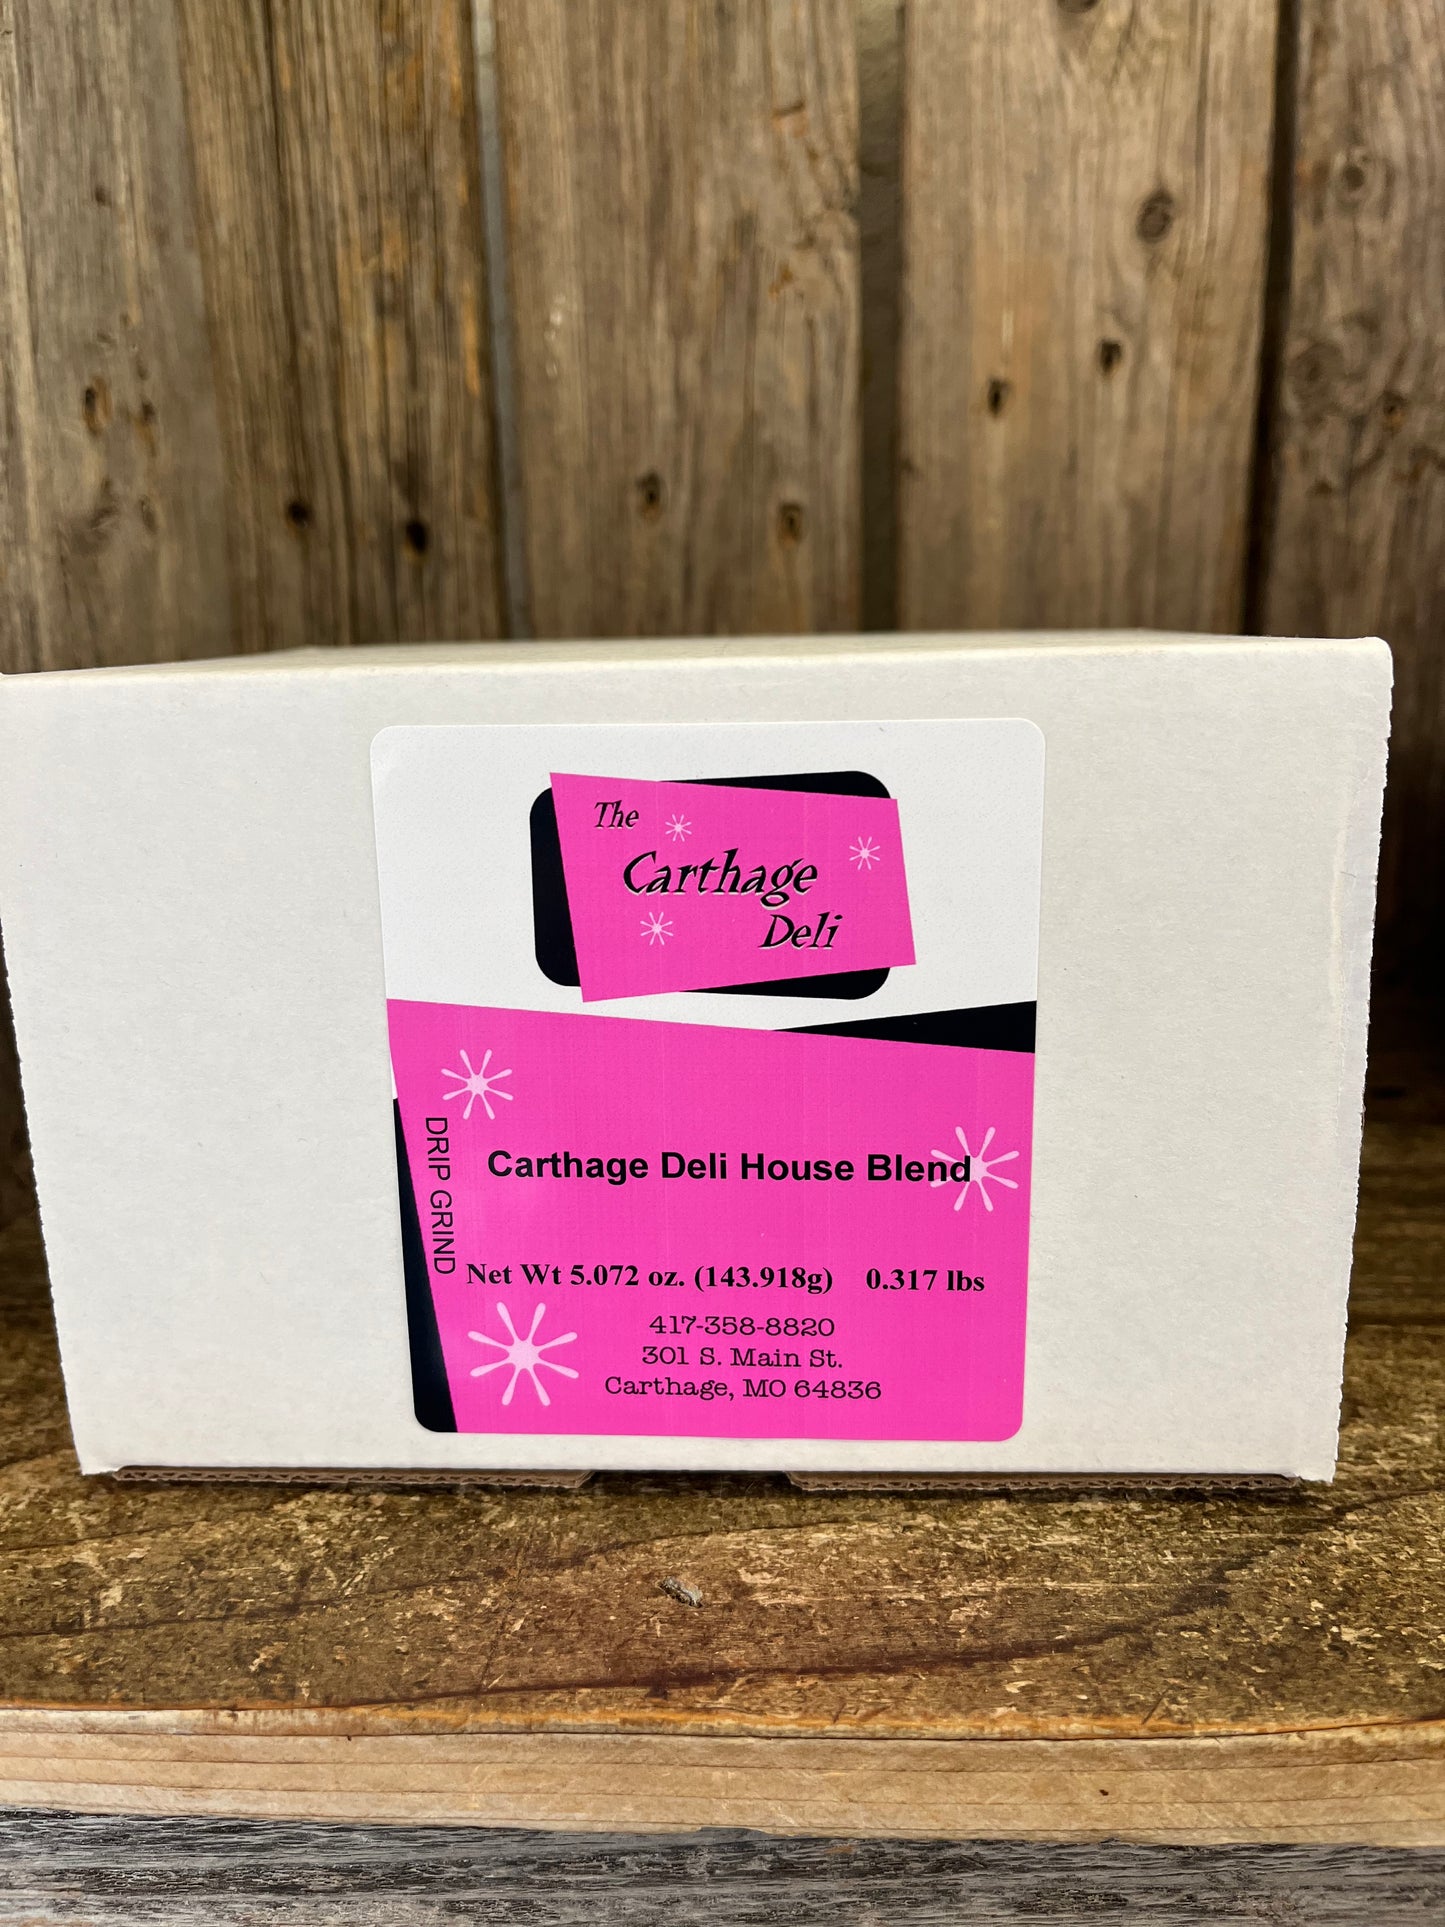 The
Carthage
Deli
DRIP GRIND
Carthage Deli House Blend
Net Wt 5.072 oz. (143.918g) 0.317 lbs
417-358-8820
301 S. Main St.
Carthage, MO 64836